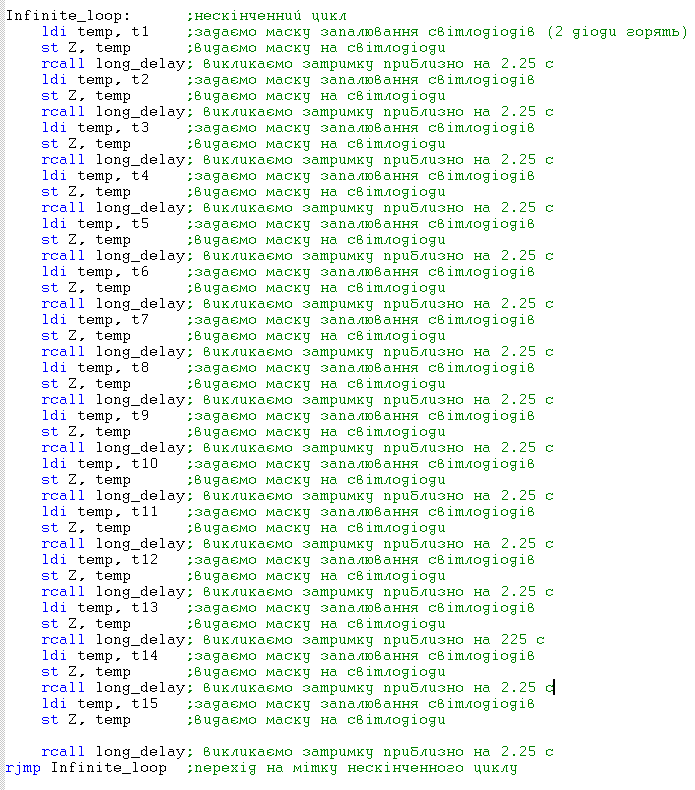 Infinite_loop:      ;нескінченний цикл
    ldi temp, t1    ;задаємо маску запалювання світлодіодів (2 діоди горять)
    st Z, temp      ;видаємо маску на світлодіоди
    rcall long_delay; викликаємо затримку приблизно на 2.25 с
    ldi temp, t2    ;задаємо маску запалювання світлодіодів
    st Z, temp      ;видаємо маску на світлодіоди
    rcall long_delay; викликаємо затримку приблизно на 2.25 с
    ldi temp, t3    ;задаємо маску запалювання світлодіодів
    st Z, temp      ;видаємо маску на світлодіоди
    rcall long_delay; викликаємо затримку приблизно на 2.25 с
    ldi temp, t4    ;задаємо маску запалювання світлодіодів
    st Z, temp      ;видаємо маску на світлодіоди
    rcall long_delay; викликаємо затримку приблизно на 2.25 с
    ldi temp, t5    ;задаємо маску запалювання світлодіодів
    st Z, temp      ;видаємо маску на світлодіоди
    rcall long_delay; викликаємо затримку приблизно на 2.25 с
    ldi temp, t6    ;задаємо маску запалювання світлодіодів
    st Z, temp      ;видаємо маску на світлодіоди
    rcall long_delay; викликаємо затримку приблизно на 2.25 с
    ldi temp, t7    ;задаємо маску запалювання світлодіодів
    st Z, temp      ;видаємо маску на світлодіоди
    rcall long_delay; викликаємо затримку приблизно на 2.25 с
    ldi temp, t8    ;задаємо маску запалювання світлодіодів
    st Z, temp      ;видаємо маску на світлодіоди
    rcall long_delay; викликаємо затримку приблизно на 2.25 с
    ldi temp, t9    ;задаємо маску запалювання світлодіодів
    st Z, temp      ;видаємо маску на світлодіоди
    rcall long_delay; викликаємо затримку приблизно на 2.25 с
    ldi temp, t10   ;задаємо маску запалювання світлодіодів
    st Z, temp      ;видаємо маску на світлодіоди
    rcall long_delay; викликаємо затримку приблизно на 2.25 с
    ldi temp, t11   ;задаємо маску запалювання світлодіодів
    st Z, temp      ;видаємо маску на світлодіоди
    rcall long_delay; викликаємо затримку приблизно на 2.25 с
    ldi temp, t12   ;задаємо маску запалювання світлодіодів
    st Z, temp      ;видаємо маску на світлодіоди
    rcall long_delay; викликаємо затримку приблизно на 2.25 с
    ldi temp, t13   ;задаємо маску запалювання світлодіодів
    st Z, temp      ;видаємо маску на світлодіоди
    rcall long_delay; викликаємо затримку приблизно на 225 с
    ldi temp, t14   ;задаємо маску запалювання світлодіодів
    st Z, temp      ;видаємо маску на світлодіоди
    rcall long_delay; викликаємо затримку приблизно на 2.25 с
    ldi temp, t15   ;задаємо маску запалювання світлодіодів
    st Z, temp      ;видаємо маску на світлодіоди
    rcall long_delay; викликаємо затримку приблизно на 2.25 с
rjmp Infinite_loop  ;перехід на мітку нескінченного циклу